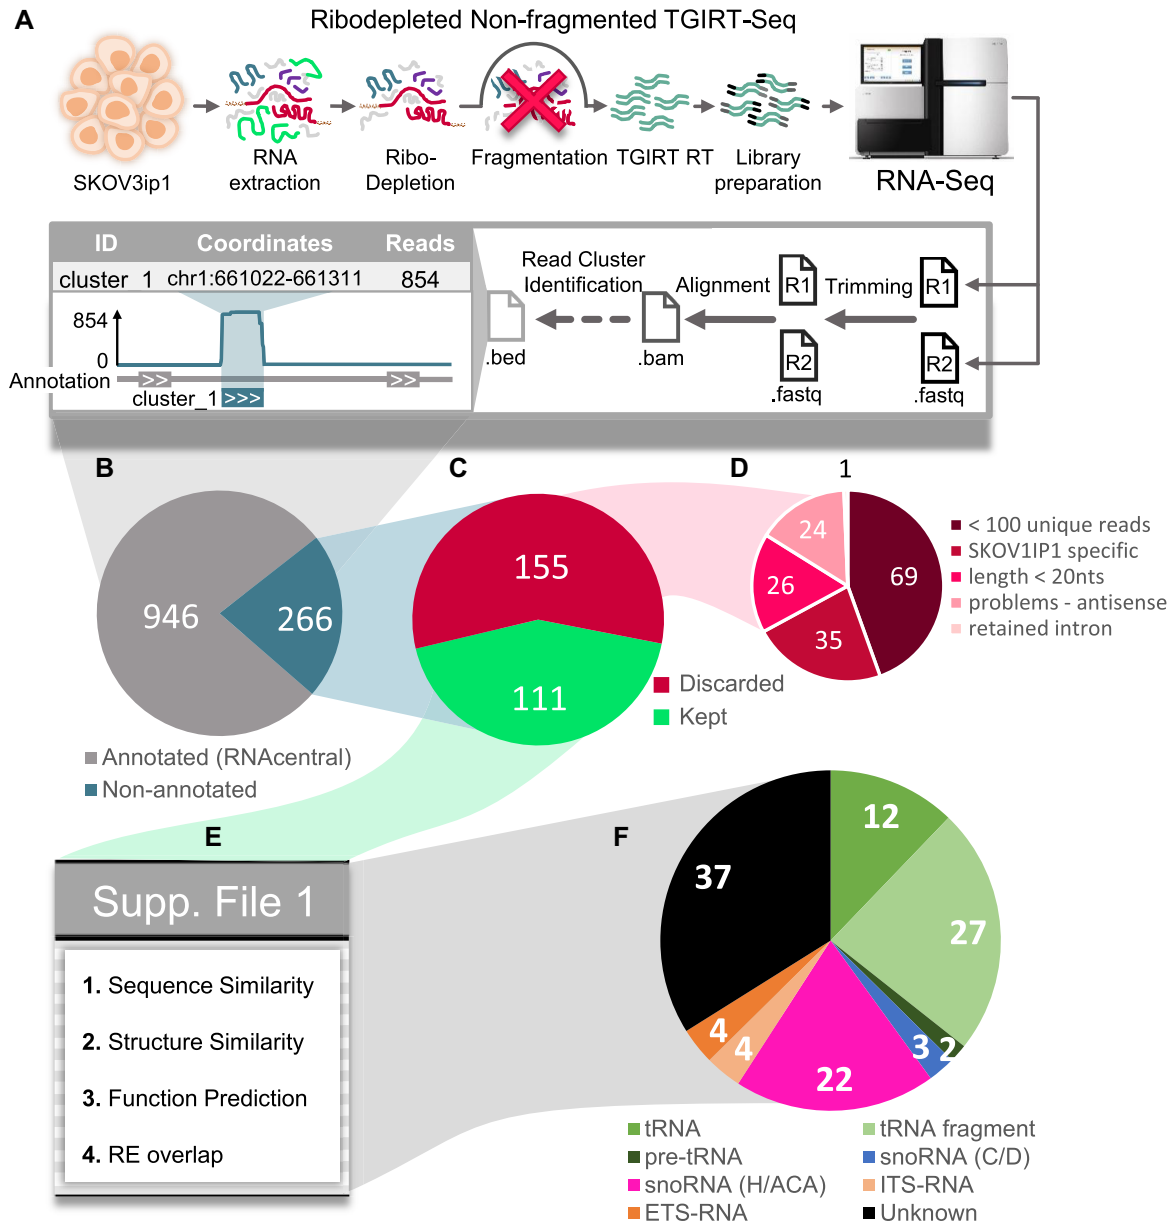 A
Ribodepleted Non-fragmented TGIRT-Seq
SKOV3ip1
RNA
extraction
Ribo-
Depletion
Fragmentation
TGIRT RT
Library
preparation
RNA-Seq
ID Coordinates Reads
cluster_1 chr1:661022-661311 854
854
0
Annotation
>> >>
cluster_1 >>>
Read Cluster
Identification
Alignment
Trimming
R1
R1
R2
R2
.bed
.bam
.fastq
.fastq
B
946
266
Annotated (RNAcentral)
Non-annotated
C
155
111
Discarded
Kept
D
1
24
69
26
35
< 100 unique reads
SKOV1IP1 specific
length < 20nts
problems - antisense
retained intron
E
Supp. File 1
1. Sequence Similarity
2. Structure Similarity
3. Function Prediction
4. RE overlap
F
12
37
27
4
4
3
2
22
tRNA
tRNA fragment
pre-tRNA
snoRNA (C/D)
snoRNA (H/ACA)
ITS-RNA
ETS-RNA
Unknown